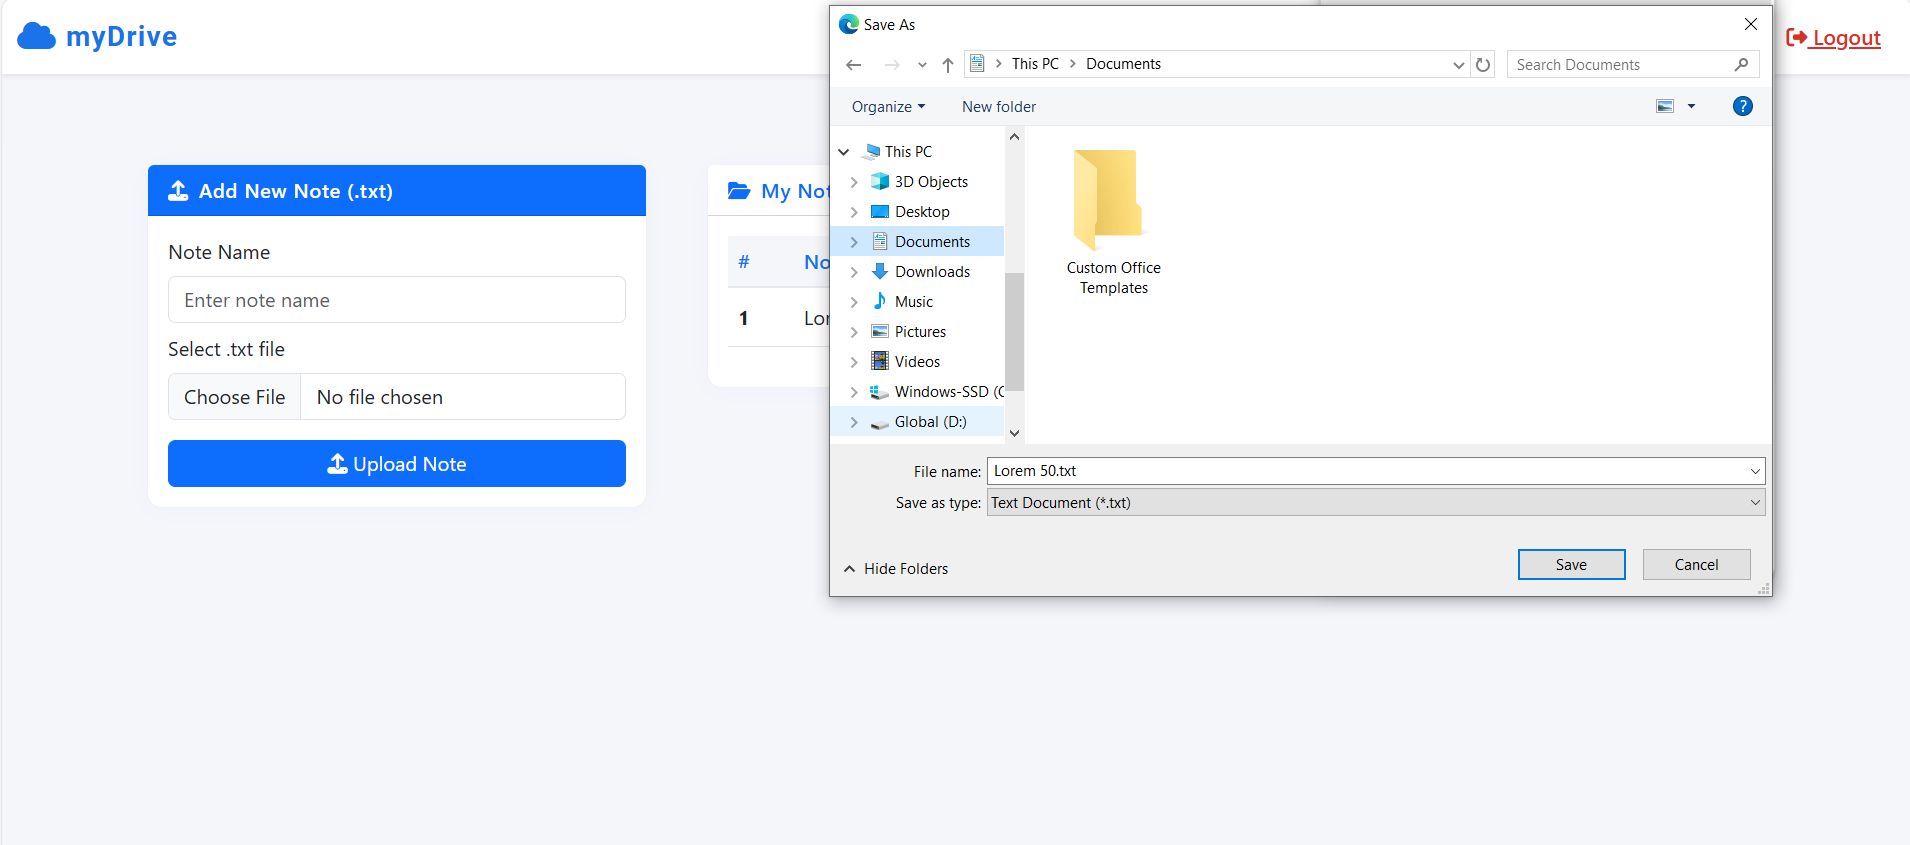 myDrive
Logout
Add New Note (.txt)
Note Name
Enter note name
Select .txt file
Choose File
No file chosen
Upload Note
My Not
#
No
1
Lor
Save As
This PC
Documents
Search Documents
Organize
New folder
?
This PC
3D Objects
Desktop
Documents
Downloads
Music
Pictures
Videos
Windows-SSD (C
Global (D:)
Custom Office
Templates
File name:
Lorem 50.txt
Save as type:
Text Document (*.txt)
Hide Folders
Save
Cancel